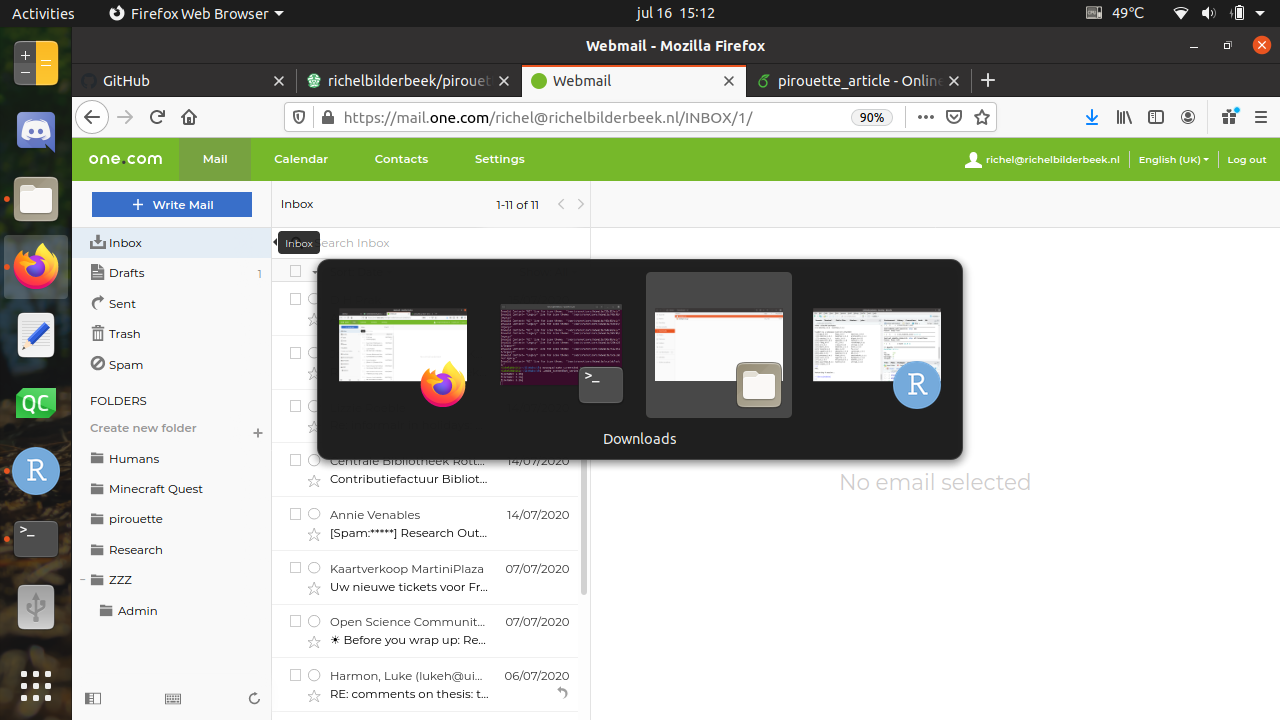 Activities
Firefox Web Browser
jul 16 15:12
49℃
Webmail - Mozilla Firefox
GitHub
richelbilderbeek/pirouet
Webmail
pirouette_article - Onlin
https://mail.one.com/richel@richelbilderbeek.nl/INBOX/1/
90%
one.com
Mail
Calendar
Contacts
Settings
richel@richelbilderbeek.nl
English (UK)
Log out
+ Write Mail
Inbox
1-11 of 11
Inbox
Inbox
earch Inbox
Drafts
1
Sent
Trash
Spam
FOLDERS
Create new folder
Humans
Minecraft Quest
pirouette
Research
ZZZ
Admin
Downloads
QC
R
R
>_
>_
Centrale Bibliotheek Rott...
14/07/2020
Contributiefactuur Bibliot...
Annie Venables
14/07/2020
[Spam:*****] Research Out...
Kaartverkoop MartiniPlaza
07/07/2020
Uw nieuwe tickets voor Fr...
Open Science Communit...
07/07/2020
☀ Before you wrap up: Re...
Harmon, Luke (lukeh@ui...
06/07/2020
RE: comments on thesis: t...
No email selected